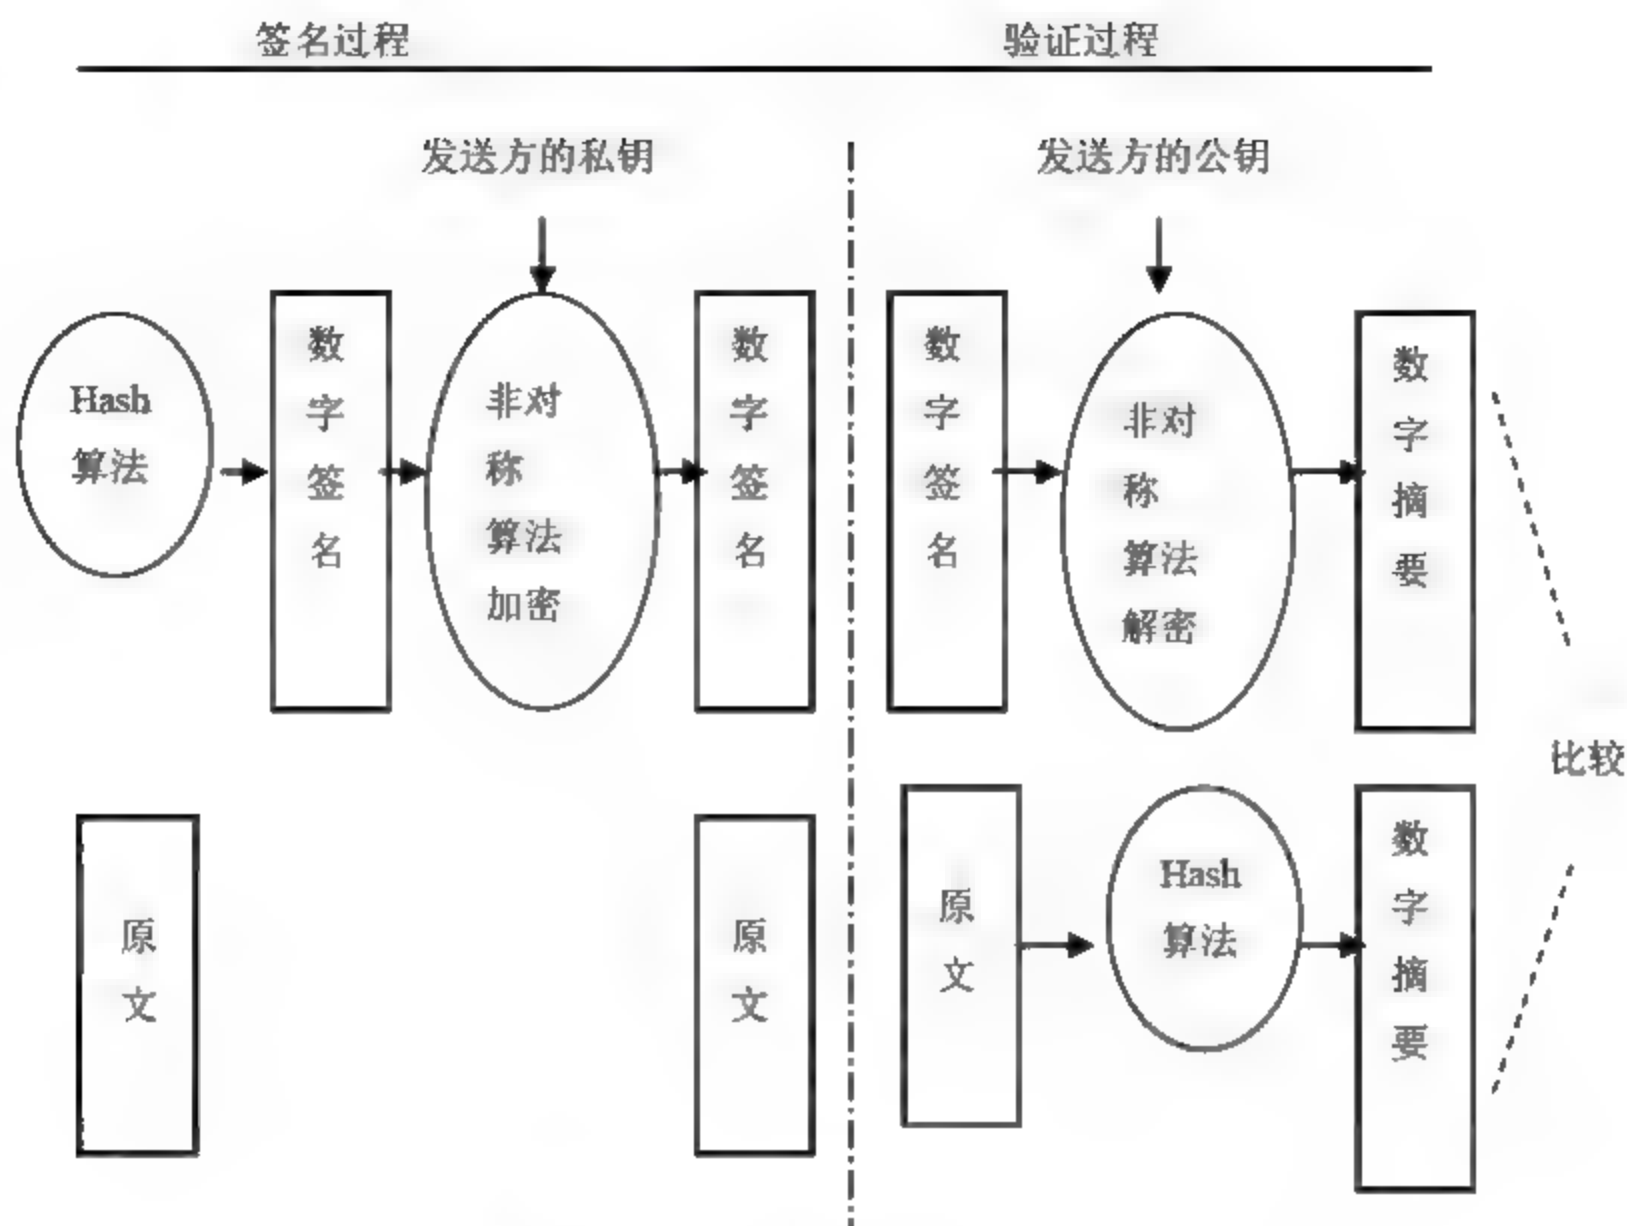 签名过程
验证过程
发送方的私钥
发送方的公钥
Hash
算法
数
字
签
名
非对
称
算法
加密
数
字
签
名
数
字
签
名
非对
称
算法
解密
数
字
摘
要
比较
原
文
原
文
原
文
Hash
算法
数
字
摘
要